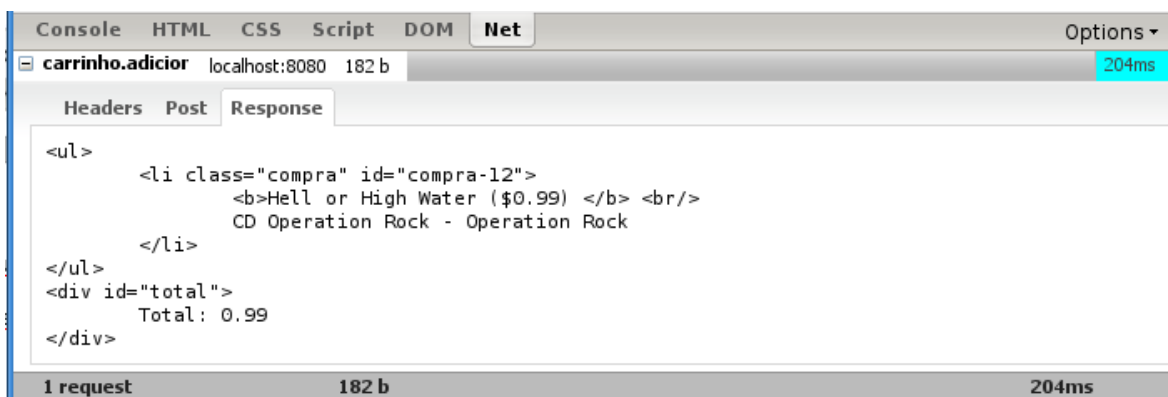 Console HTML CSS Script DOM Net Options
carrinho.adicior localhost:8080 182 b 204ms
Headers Post Response
<ul>
<li class="compra" id="compra-12">
<b>Hell or High Water ($0.99) </b> <br/>
CD Operation Rock - Operation Rock
</li>
</ul>
<div id="total">
Total: 0.99
</div>
1 request 182 b 204ms